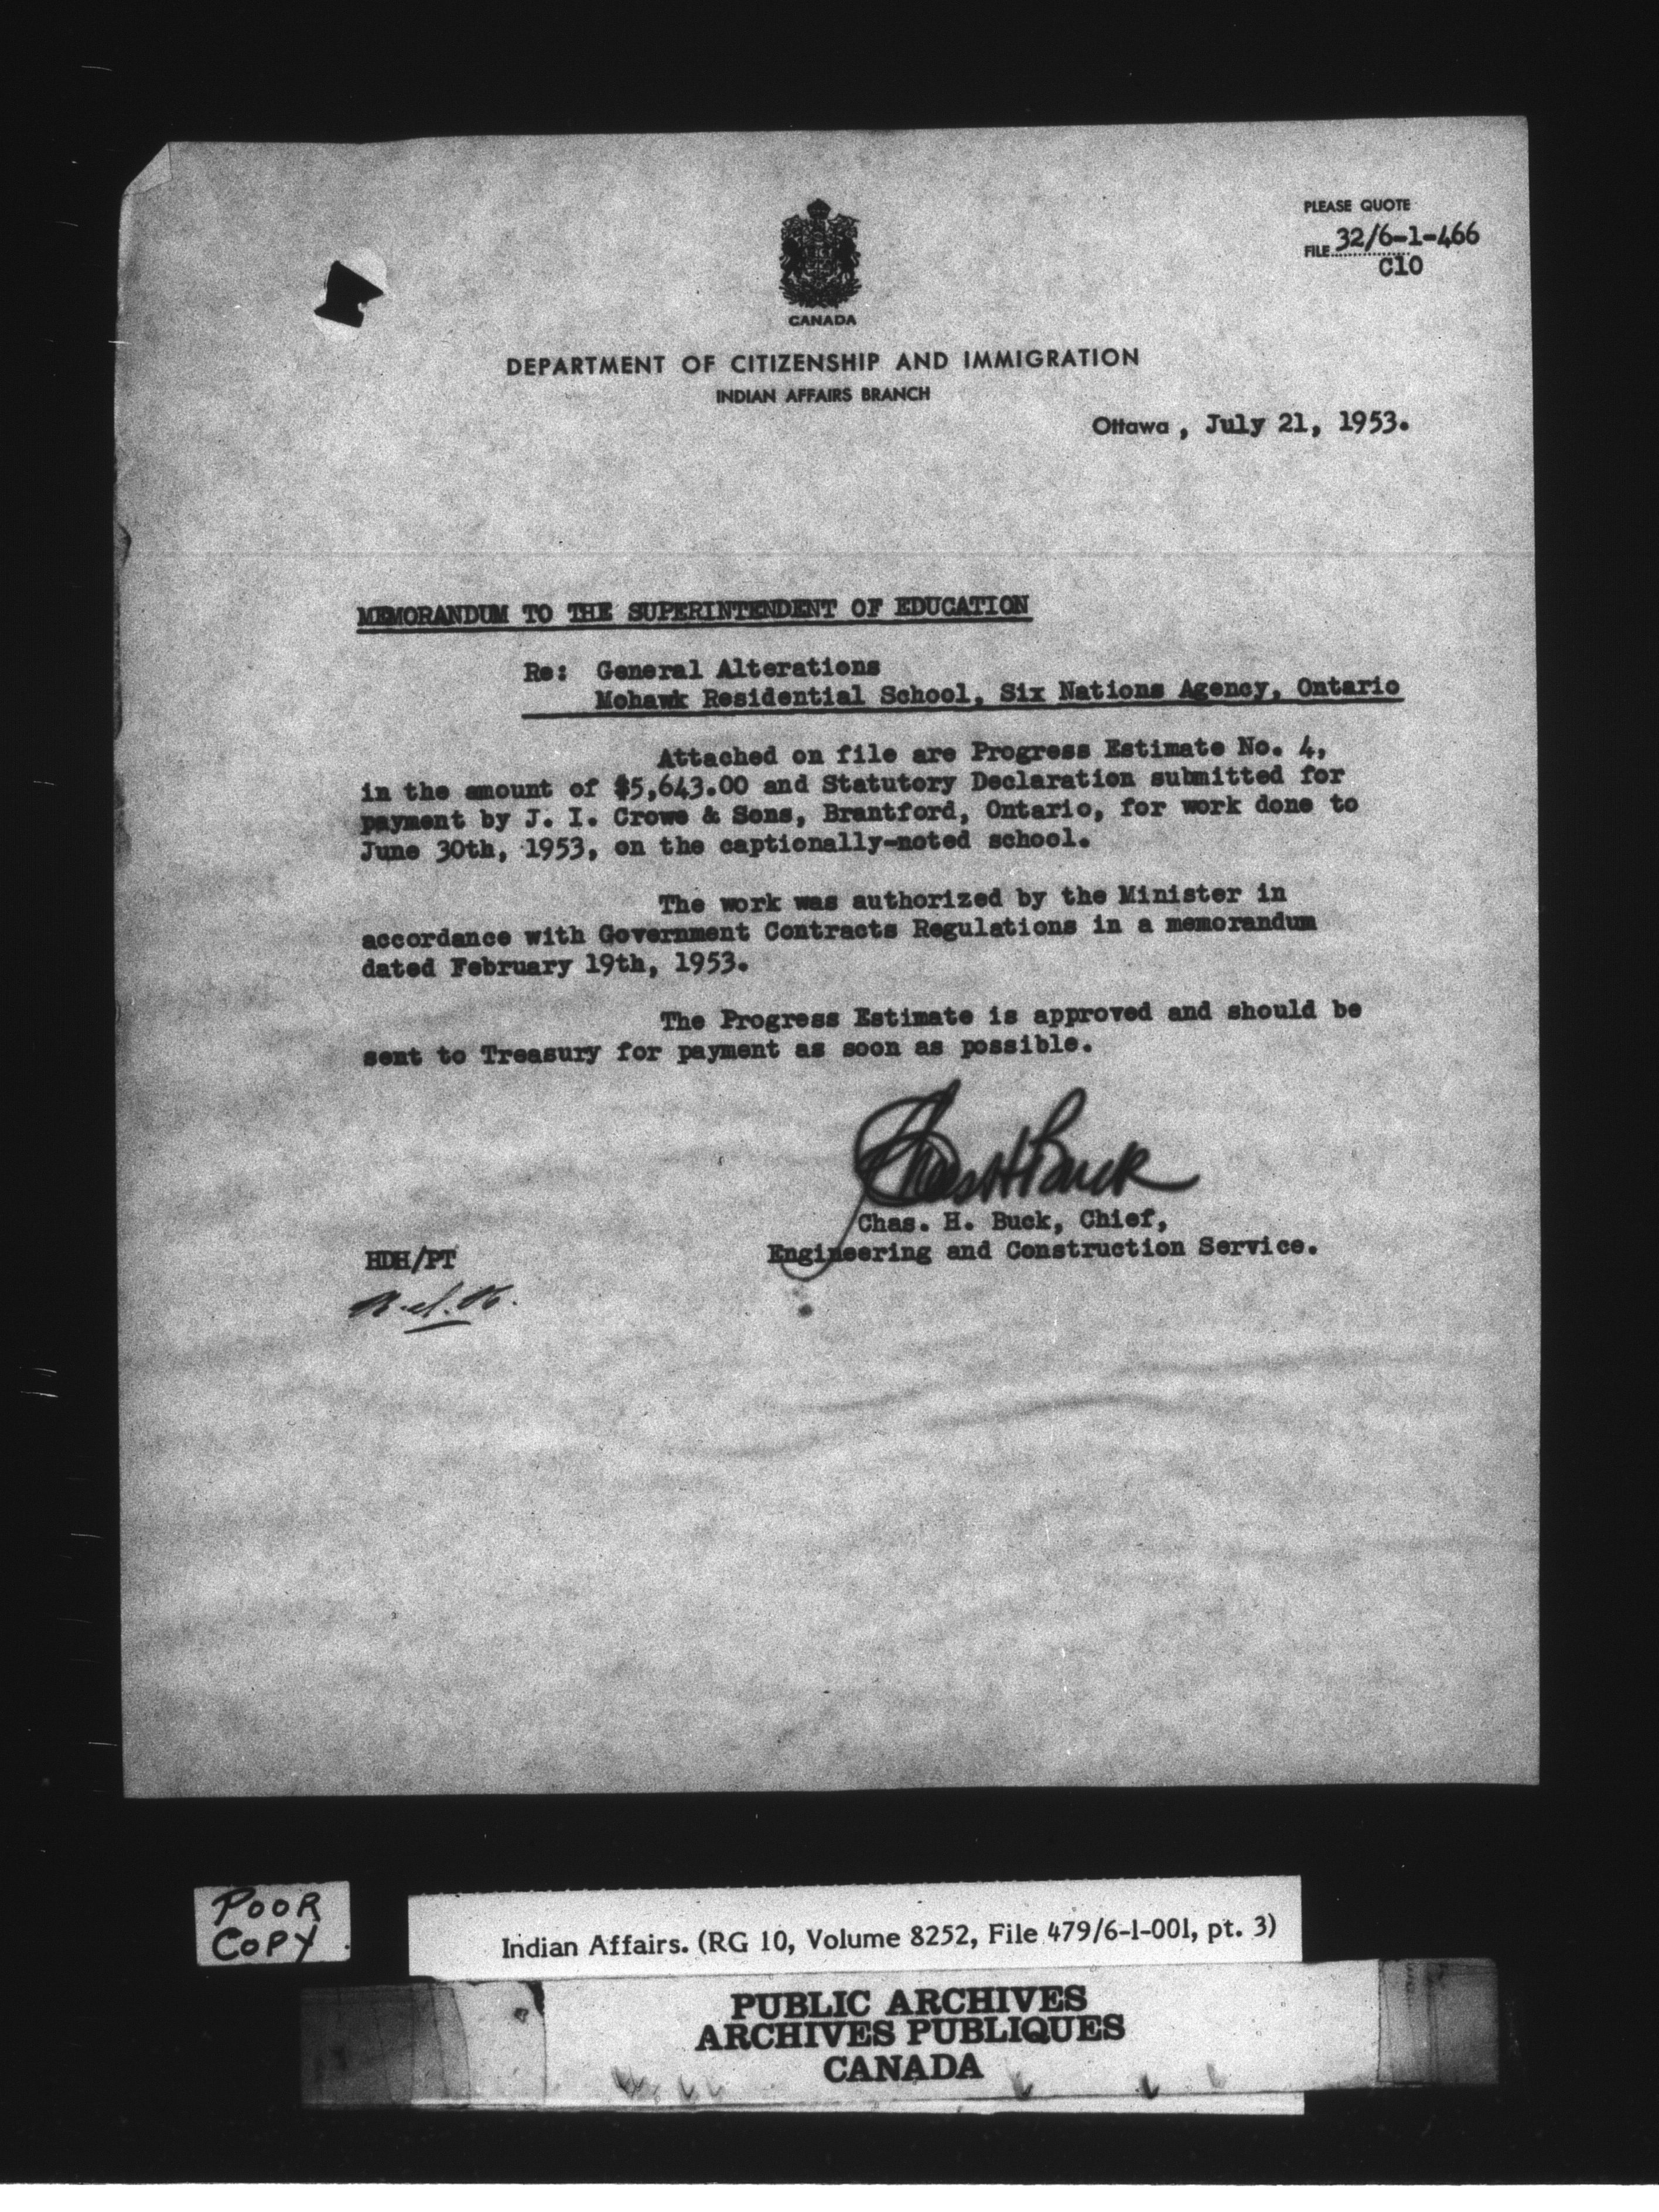 PLEASE QUOTE
FILE 32/6-1-466
C10
CANADA
DEPARTMENT OF CITIZENSHIP AND IMMIGRATION
INDIAN AFFAIRS BRANCH
Ottawa, July 21, 1953.
MEMORANDUM TO THE SUPERINTENDENT OF EDUCATION
Re: General Alterations
Mohawk Residential School, Six Nations Agency, Ontario
Attached on file are Progress Estimate No. 4,
in the amount of $5,643.00 and Statutory Declaration submitted for
payment by J. I. Crowe & Sons, Brantford, Ontario, for work done to
June 30th, 1953, on the captionally-noted school.
The work was authorized by the Minister in
accordance with Government Contracts Regulations in a memorandum
dated February 19th, 1953.
The Progress Estimate is approved and should be
sent to Treasury for payment as soon as possible.
Chas H Buck
Chas. H. Buck, Chief,
Engineering and Construction Service.
HDH/PT
POOR
COPY.
Indian Affairs. (RG 10, Volume 8252, File 479/6-1-001, pt. 3)
PUBLIC ARCHIVES
ARCHIVES PUBLIQUES
CANADA